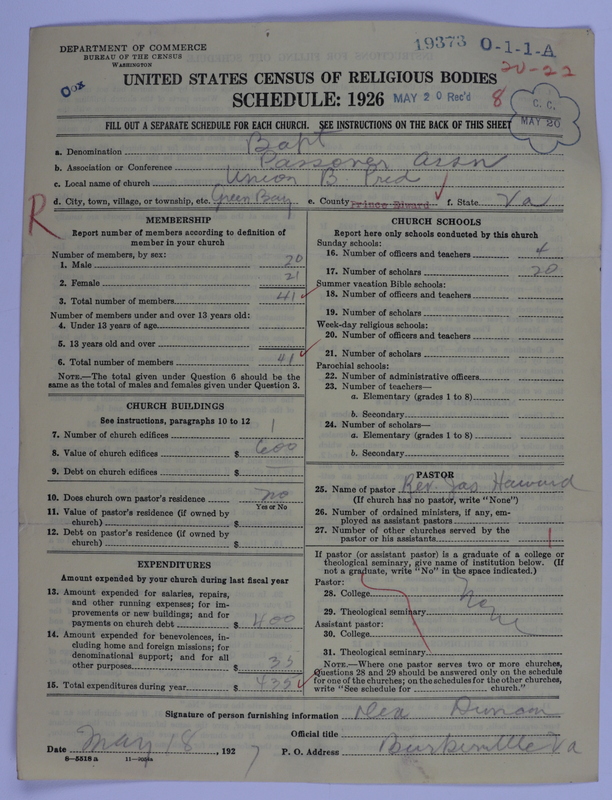 DEPARTMENT OF COMMERCE
BUREAU OF THE CENSUS
WASHINGTON
19373 O-1-1-A
20-22
UNITED STATES CENSUS OF RELIGIOUS BODIES
SCHEDULE: 1926 MAY 20 Rec'd 8
C. C.
MAY 20
FILL OUT A SEPARATE SCHEDULE FOR EACH CHURCH. SEE INSTRUCTIONS ON THE BACK OF THIS SHEET
a. Denomination Bapt
b. Association or Conference Passover Assn
c. Local name of church Union B. Pred
d. City, town, village, or township, etc. Green Bay e. County Prince Edward f. State Va
R
MEMBERSHIP
Report number of members according to definition of
member in your church
Number of members, by sex:
1. Male 20
2. Female 21
3. Total number of members 41
Number of members under and over 13 years old:
4. Under 13 years of age
5. 13 years old and over
6. Total number of members 41
NOTE.—The total given under Question 6 should be the
same as the total of males and females given under Question 3.
CHURCH BUILDINGS
See instructions, paragraphs 10 to 12
7. Number of church edifices 1
8. Value of church edifices $ 600
9. Debt on church edifices $
10. Does church own pastor's residence no
Yes or No
11. Value of pastor's residence (if owned by
church) $
12. Debt on pastor's residence (if owned by
church) $
EXPENDITURES
Amount expended by your church during last fiscal year
13. Amount expended for salaries, repairs,
and other running expenses; for im-
provements or new buildings; and for
payments on church debt $ 400
14. Amount expended for benevolences, in-
cluding home and foreign missions; for
denominational support; and for all
other purposes $ 35
15. Total expenditures during year $ 435
CHURCH SCHOOLS
Report here only schools conducted by this church
Sunday schools:
16. Number of officers and teachers 4
17. Number of scholars 20
Summer vacation Bible schools:
18. Number of officers and teachers
19. Number of scholars
Week-day religious schools:
20. Number of officers and teachers
21. Number of scholars
Parochial schools:
22. Number of administrative officers
23. Number of teachers—
a. Elementary (grades 1 to 8)
b. Secondary
24. Number of scholars—
a. Elementary (grades 1 to 8)
b. Secondary
PASTOR
25. Name of pastor Rev. Jas Haward
(If church has no pastor, write "None")
26. Number of ordained ministers, if any, em-
ployed as assistant pastors
27. Number of other churches served by the
pastor or his assistants 1
If pastor (or assistant pastor) is a graduate of a college or
theological seminary, give name of institution below. (If
not a graduate, write "No" in the space indicated.)
Pastor:
28. College None
29. Theological seminary
Assistant pastor:
30. College
31. Theological seminary
NOTE.—Where one pastor serves two or more churches,
Questions 28 and 29 should be answered only on the schedule
for one of the churches; on the schedules for the other churches,
write "See schedule for church."
Signature of person furnishing information
Official title
Date May 18, 1927 P. O. Address Burkeville Va
8-5518a 11-9056a